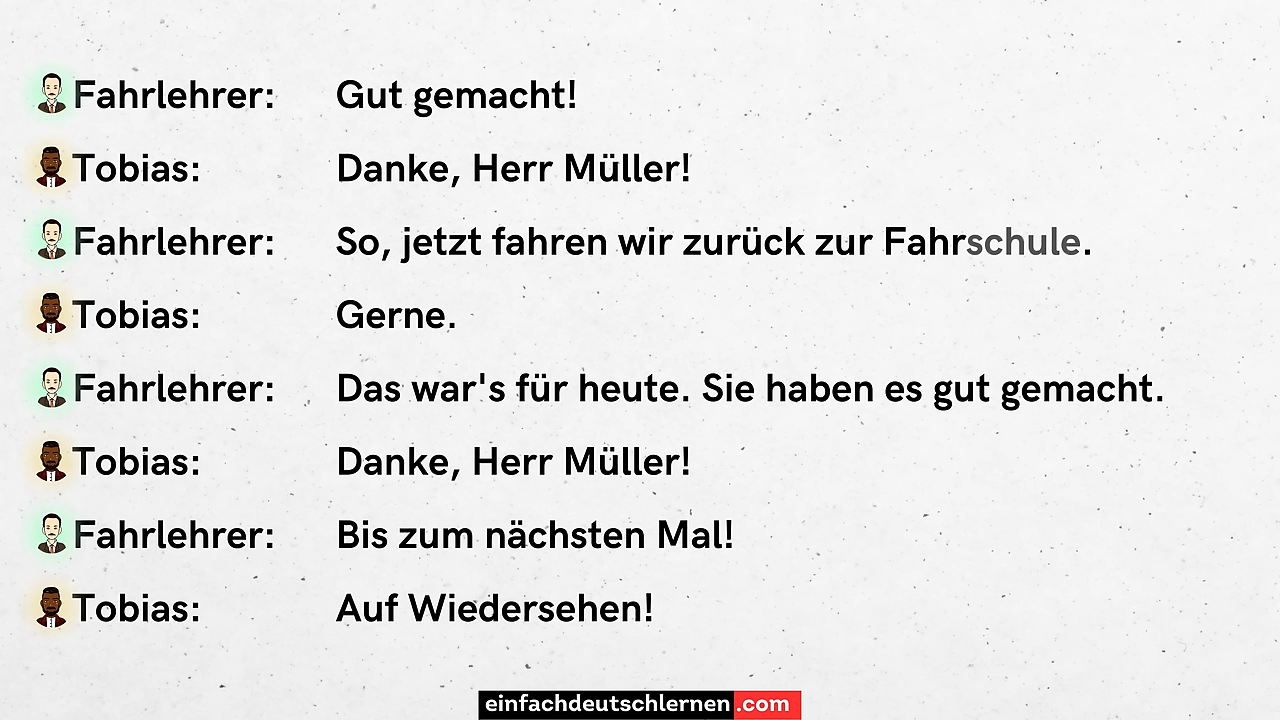 Fahrlehrer: Gut gemacht!
Tobias: Danke, Herr Müller!
Fahrlehrer: So, jetzt fahren wir zurück zur Fahrschule.
Tobias: Gerne.
Fahrlehrer: Das war's für heute. Sie haben es gut gemacht.
Tobias: Danke, Herr Müller!
Fahrlehrer: Bis zum nächsten Mal!
Tobias: Auf Wiedersehen!
einfachdeutschlernen.com